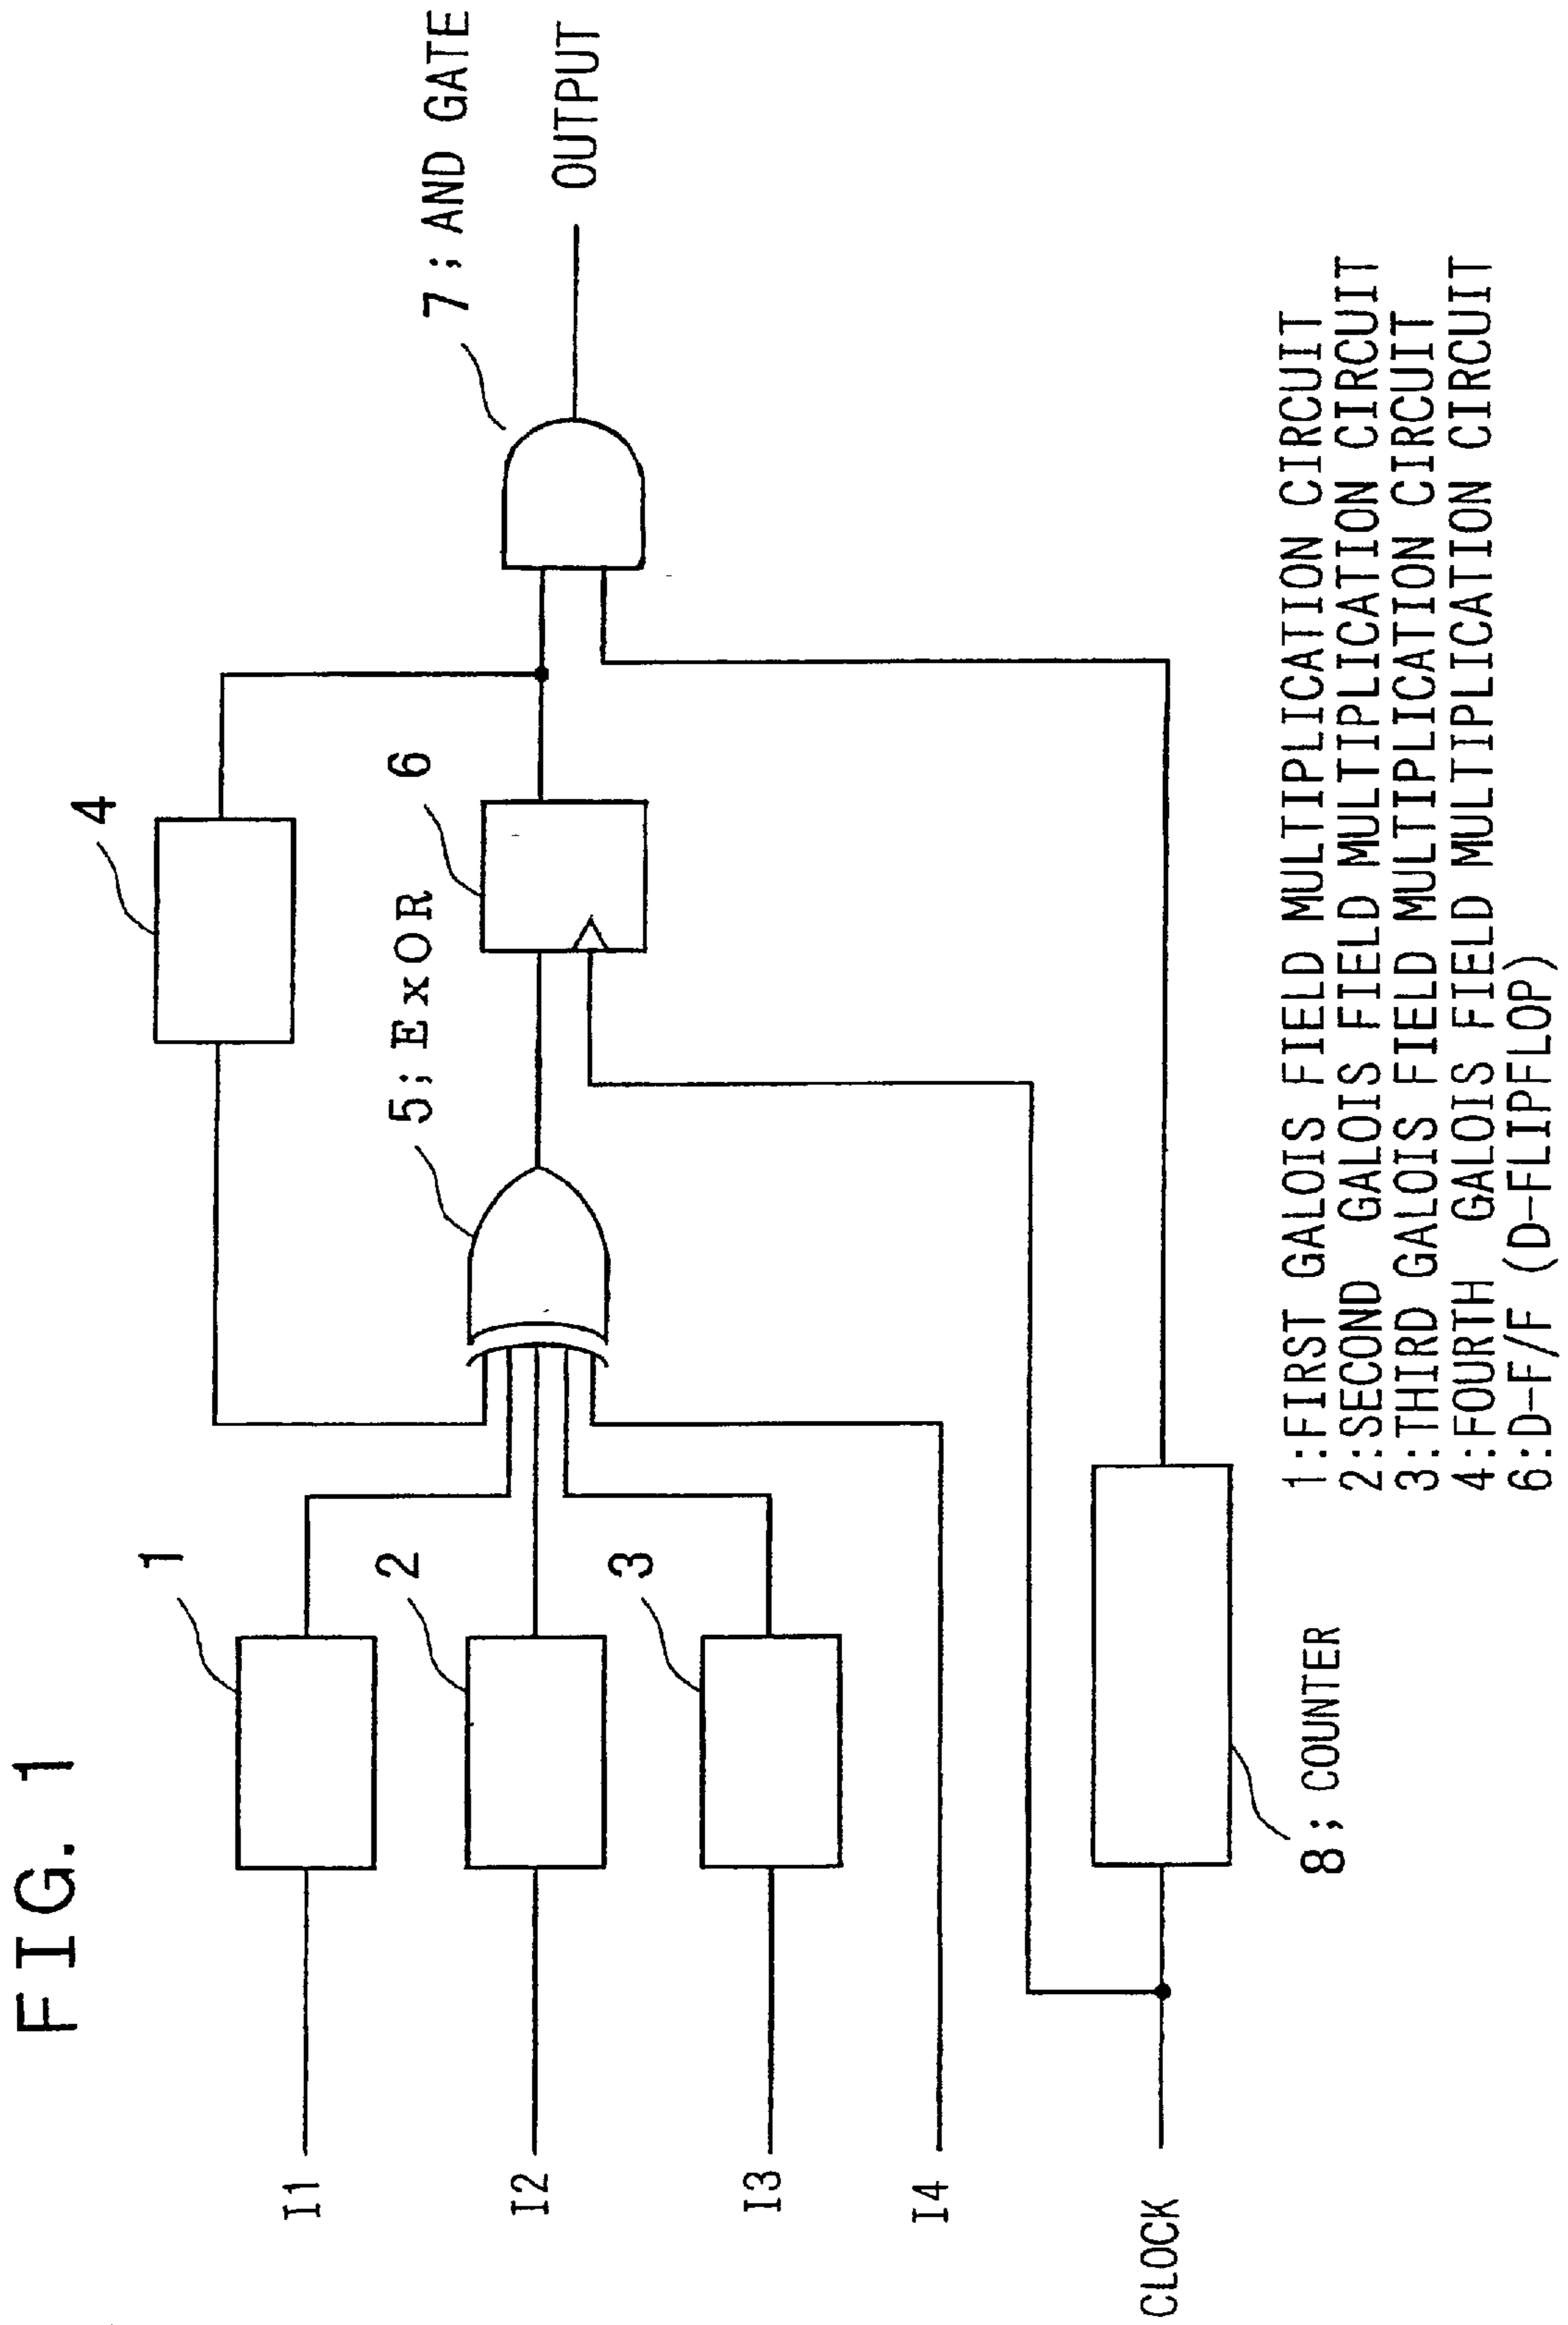 FIG. 1
4
7; AND GATE
OUTPUT
6
5; ExOR
1
2
3
I1
I2
I3
I4
CLOCK
8; COUNTER
1:FIRST GALOIS FIELD MULTIPLICATION CIRCUIT
2:SECOND GALOIS FIELD MULTIPLICATION CIRCUIT
3:THIRD GALOIS FIELD MULTIPLICATION CIRCUIT
4:FOURTH GALOIS FIELD MULTIPLICATION CIRCUIT
6:D-F/F (D-FLIPFLOP)